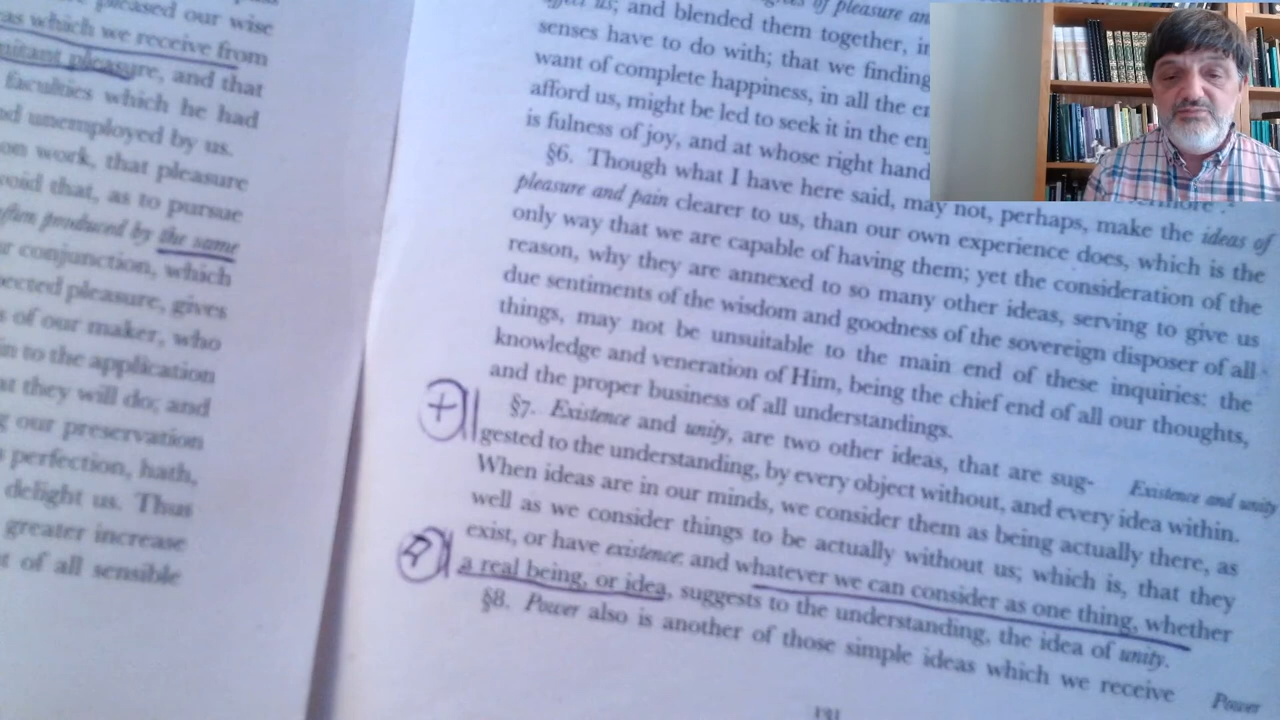 pleased our wise
as which we receive from
pleasure, and that
faculties which he had
unemployed by us.
on work, that pleasure
void that, as to pursue
often produced by the same
conjunction, which
pleasure, gives
s of our maker, who
in to the application
at they will do; and
g our preservation
perfection, hath,
delight us. Thus
greater increase
t of all sensible
of pleasure an
affect us; and blended them together, in
senses have to do with; that we finding
want of complete happiness, in all the
afford us, might be led to seek it in the
is fulness of joy, and at whose right hand
§6. Though what I have here said, may not, perhaps, make the ideas of
pleasure and pain clearer to us, than our own experience does, which is the
only way that we are capable of having them; yet the consideration of the
reason, why they are annexed to so many other ideas, serving to give us
due sentiments of the wisdom and goodness of the sovereign disposer of all
things, may not be unsuitable to the main end of these inquiries: the
knowledge and veneration of Him, being the chief end of all our thoughts,
and the proper business of all understandings.
§7. Existence and unity, are two other ideas, that are sug-
Existence and unity
gested to the understanding, by every object without, and every idea within.
When ideas are in our minds, we consider them as being actually there, as
well as we consider things to be actually without us; which is, that they
exist, or have existence: and whatever we can consider as one thing, whether
a real being, or idea, suggests to the understanding, the idea of unity.
§8. Power also is another of those simple ideas which we receive
Power
131